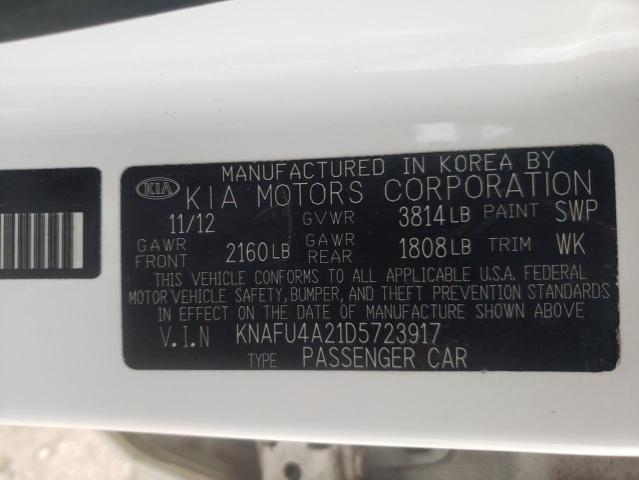 MANUFACTURED IN KOREA BY
KIA KIA MOTORS CORPORATION
11/12 GVWR 3814LB PAINT SWP
GAWR FRONT 2160LB GAWR REAR 1808LB TRIM WK
THIS VEHICLE CONFORMS TO ALL APPLICABLE U.S.A. FEDERAL
MOTOR VEHICLE SAFETY, BUMPER, AND THEFT PREVENTION STANDARDS
IN EFFECT ON THE DATE OF MANUFACTURE SHOWN ABOVE
V.I.N KNAFU4A21D5723917
TYPE PASSENGER CAR